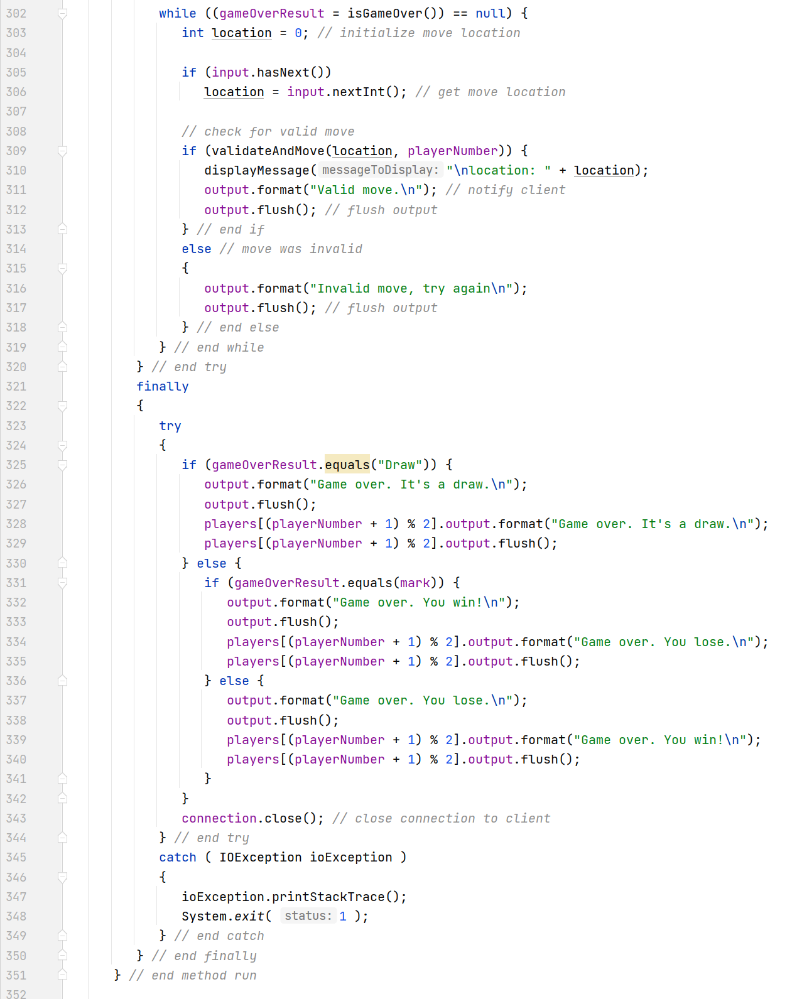 302 while ((gameOverResult = isGameOver()) == null) {
303 int location = 0; // initialize move location
304
305 if (input.hasNext())
306 location = input.nextInt(); // get move location
307
308 // check for valid move
309 if (validateAndMove(location, playerNumber)) {
310 displayMessage( messageToDisplay: "\nlocation: " + location);
311 output.format("Valid move.\n"); // notify client
312 output.flush(); // flush output
313 } // end if
314 else // move was invalid
315 {
316 output.format("Invalid move, try again\n");
317 output.flush(); // flush output
318 } // end else
319 } // end while
320 } // end try
321 finally
322 {
323 try
324 {
325 if (gameOverResult.equals("Draw")) {
326 output.format("Game over. It's a draw.\n");
327 output.flush();
328 players[(playerNumber + 1) % 2].output.format("Game over. It's a draw.\n");
329 players[(playerNumber + 1) % 2].output.flush();
330 } else {
331 if (gameOverResult.equals(mark)) {
332 output.format("Game over. You win!\n");
333 output.flush();
334 players[(playerNumber + 1) % 2].output.format("Game over. You lose.\n");
335 players[(playerNumber + 1) % 2].output.flush();
336 } else {
337 output.format("Game over. You lose.\n");
338 output.flush();
339 players[(playerNumber + 1) % 2].output.format("Game over. You win!\n");
340 players[(playerNumber + 1) % 2].output.flush();
341 }
342 }
343 connection.close(); // close connection to client
344 } // end try
345 catch ( IOException ioException )
346 {
347 ioException.printStackTrace();
348 System.exit( status: 1 );
349 } // end catch
350 } // end finally
351 } // end method run
352